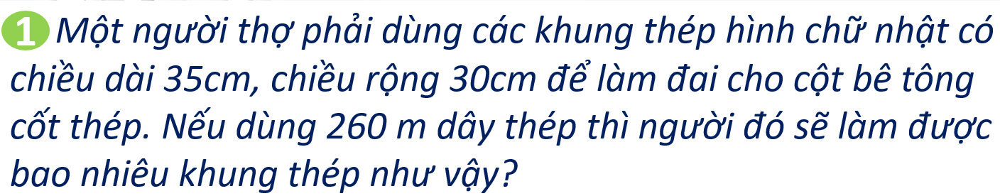 1 Một người thợ phải dùng các khung thép hình chữ nhật có
chiều dài 35cm, chiều rộng 30cm để làm đai cho cột bê tông
cốt thép. Nếu dùng 260 m dây thép thì người đó sẽ làm được
bao nhiêu khung thép như vậy?